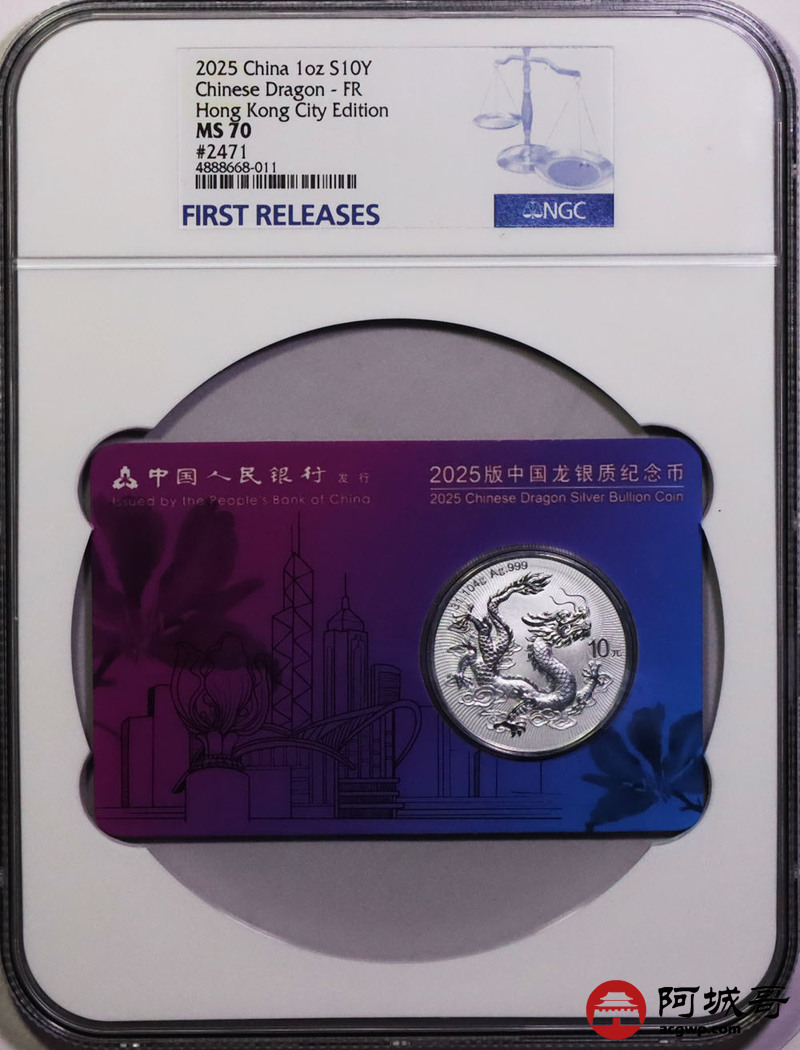 2025 China 1oz S10Y
Chinese Dragon - FR
Hong Kong City Edition
MS 70
#2471
4888668-011
FIRST RELEASES
NGC
中国人民银行 发行
Issued by the People's Bank of China
2025版中国龙银质纪念币
2025 Chinese Dragon Silver Bullion Coin
31.104g Ag.999
10元
阿城哥
acgwp.com